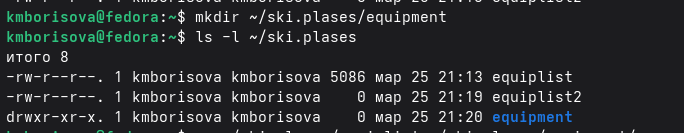 kmborisova@fedora:~$ mkdir ~/ski.plases/equipment
kmborisova@fedora:~$ ls -l ~/ski.plases
итого 8
-rw-r--r--. 1 kmborisova kmborisova 5086 мар 25 21:13 equiplist
-rw-r--r--. 1 kmborisova kmborisova    0 мар 25 21:19 equiplist2
drwxr-xr-x. 1 kmborisova kmborisova    0 мар 25 21:20 equipment